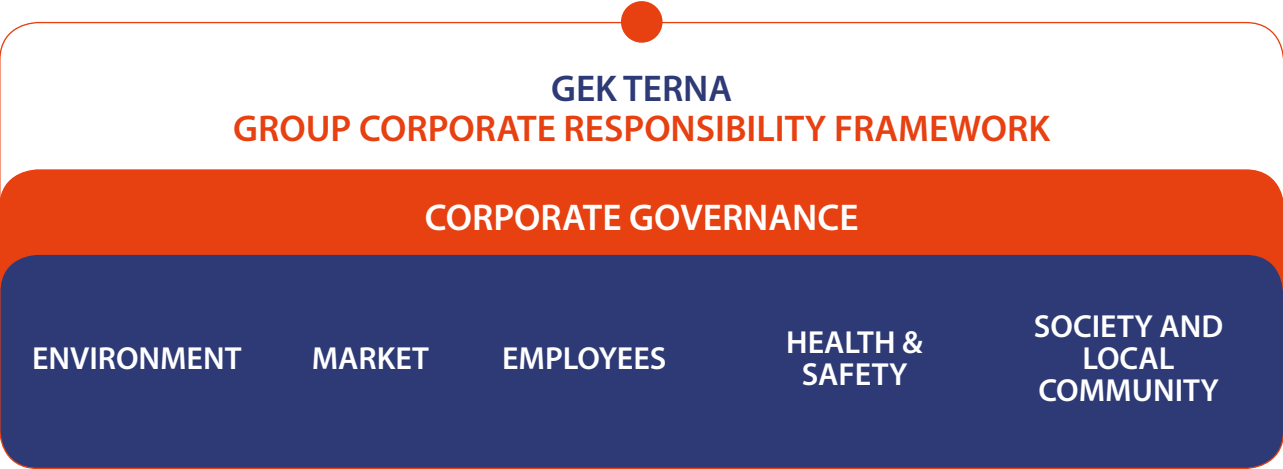 GEK TERNA
GROUP CORPORATE RESPONSIBILITY FRAMEWORK
CORPORATE GOVERNANCE
ENVIRONMENT
MARKET
EMPLOYEES
HEALTH &
SAFETY
SOCIETY AND
LOCAL
COMMUNITY